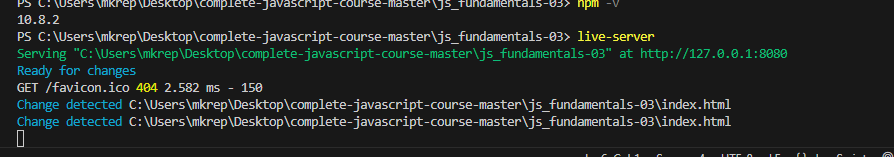 PS C:\Users\mkrep\Desktop\complete-javascript-course-master\js_fundamentals-03> npm -v
10.8.2
PS C:\Users\mkrep\Desktop\complete-javascript-course-master\js_fundamentals-03> live-server
Serving "C:\Users\mkrep\Desktop\complete-javascript-course-master\js_fundamentals-03" at http://127.0.0.1:8080
Ready for changes
GET /favicon.ico 404 2.582 ms - 150
Change detected C:\Users\mkrep\Desktop\complete-javascript-course-master\js_fundamentals-03\index.html
Change detected C:\Users\mkrep\Desktop\complete-javascript-course-master\js_fundamentals-03\index.html